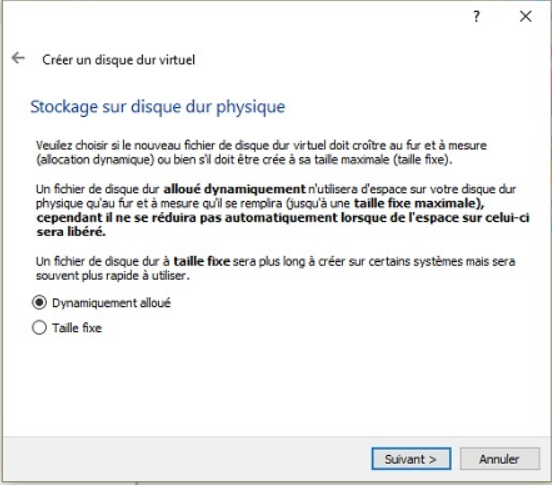 ?
Créer un disque dur virtuel
Stockage sur disque dur physique
Veuilez choisir si le nouveau fichier de disque dur virtuel doit croître au fur et à mesure
(allocation dynamique) ou bien s'il doit être crée à sa taille maximale (taille fixe).
Un fichier de disque dur alloué dynamiquement n'utilisera d'espace sur votre disque dur
physique qu'au fur et à mesure qu'il se remplira (jusqu'à une taille fixe maximale),
cependant il ne se réduira pas automatiquement lorsque de l'espace sur celui-ci
sera libéré.
Un fichier de disque dur à taille fixe sera plus long à créer sur certains systèmes mais sera
souvent plus rapide à utiliser.
Dynamiquement alloué
Taille fixe
Suivant > Annuler